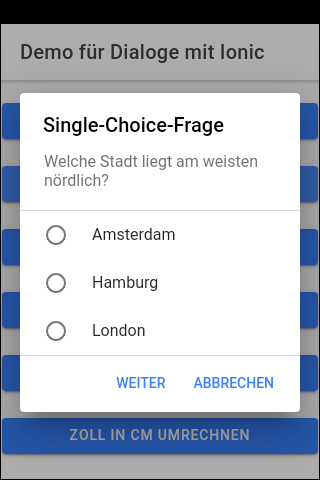 Demo für Dialoge mit Ionic
Single-Choice-Frage
Welche Stadt liegt am weisten
nördlich?
Amsterdam
Hamburg
London
WEITER ABBRECHEN
ZOLL IN CM UMRECHNEN